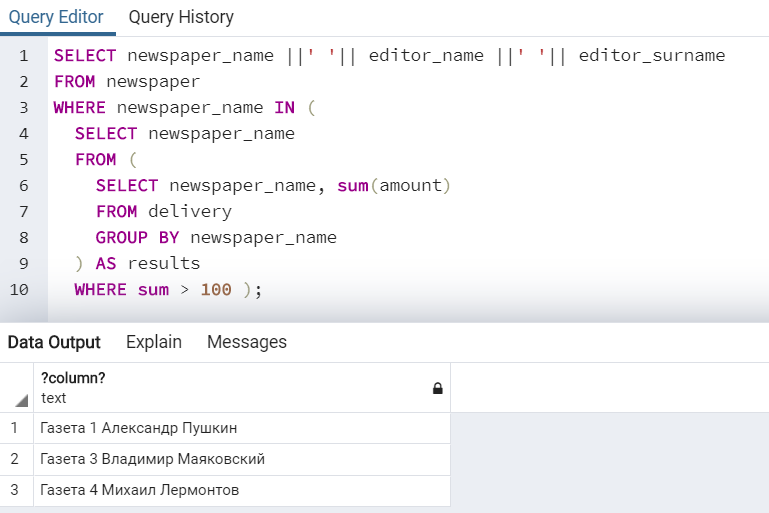 Query Editor Query History
1 SELECT newspaper_name ||' '|| editor_name ||' '|| editor_surname
2 FROM newspaper
3 WHERE newspaper_name IN (
4 SELECT newspaper_name
5 FROM (
6 SELECT newspaper_name, sum(amount)
7 FROM delivery
8 GROUP BY newspaper_name
9 ) AS results
10 WHERE sum > 100 );
Data Output Explain Messages
?column?
text
1 Газета 1 Александр Пушкин
2 Газета 3 Владимир Маяковский
3 Газета 4 Михаил Лермонтов